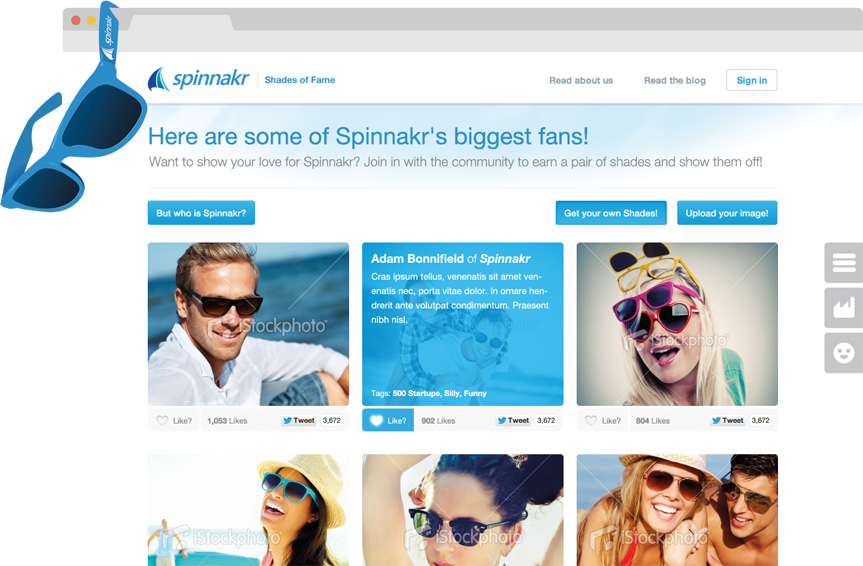 spinnakr
spinnakr
Shades of Fame
Read about us
Read the blog
Sign in
Here are some of Spinnakr's biggest fans!
Want to show your love for Spinnakr? Join in with the community to earn a pair of shades and show them off!
But who is Spinnakr?
Get your own Shades!
Upload your image!
iStockphoto
Adam Bonnifield of Spinnakr
Cras ipsum tellus, venenatis sit amet ven-
enatis nec, porta vitae dolor. In ornare hen-
drerit ante volutpat condimentum. Praesent
nibh nisl.
Tags: 500 Startups, Silly, Funny
iStockphoto
iStockphoto
Like?
1,053 Likes
Tweet
3,672
Like?
902 Likes
Tweet
3,672
Like?
804 Likes
Tweet
3,672
iStockphoto
iStockphoto
iStockphoto